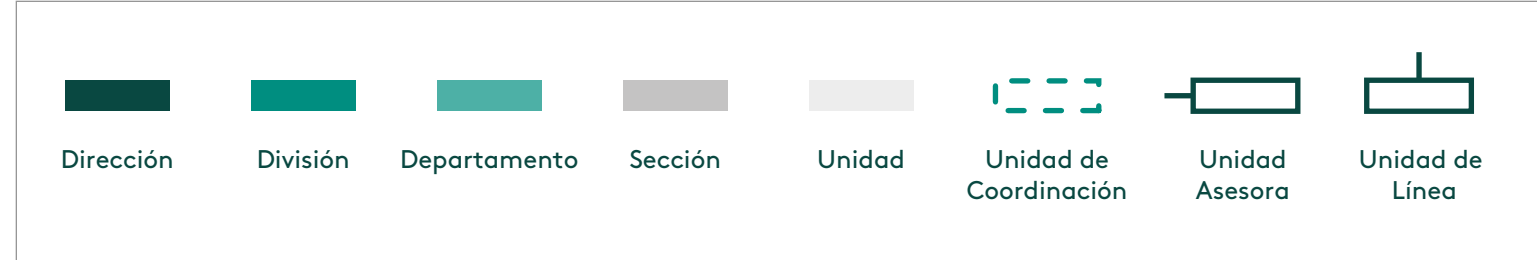 Dirección
División
Departamento
Sección
Unidad
Unidad de
Coordinación
Unidad
Asesora
Unidad de
Línea